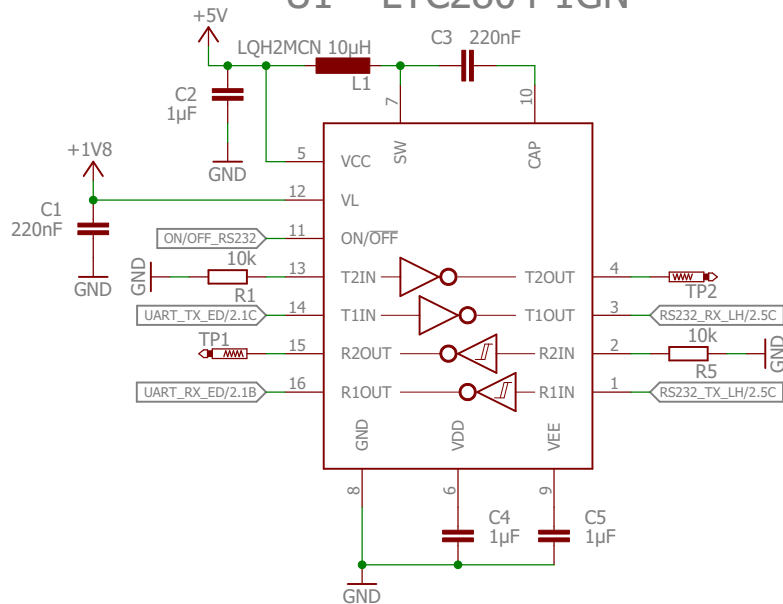 U1 LTC2804-1GN
+5V
C3 220nF
LQH2MCN 10µH
L1
C2
1µF
7
10
GND
SW
CAP
+1V8
5 VCC
12 VL
C1
220nF
ON/OFF_RS232 11 ON/OFF
GND
GND 10k 13 T2IN T2OUT 4
R1 TP2
UART_TX_ED/2.1C 14 T1IN T1OUT 3 RS232_RX_LH/2.5C
TP1 15 R2OUT R2IN 2 10k GND
R5
UART_RX_ED/2.1B 16 R1OUT R1IN 1 RS232_TX_LH/2.5C
GND
VDD
VEE
8
6
9
C4
1µF
C5
1µF
GND